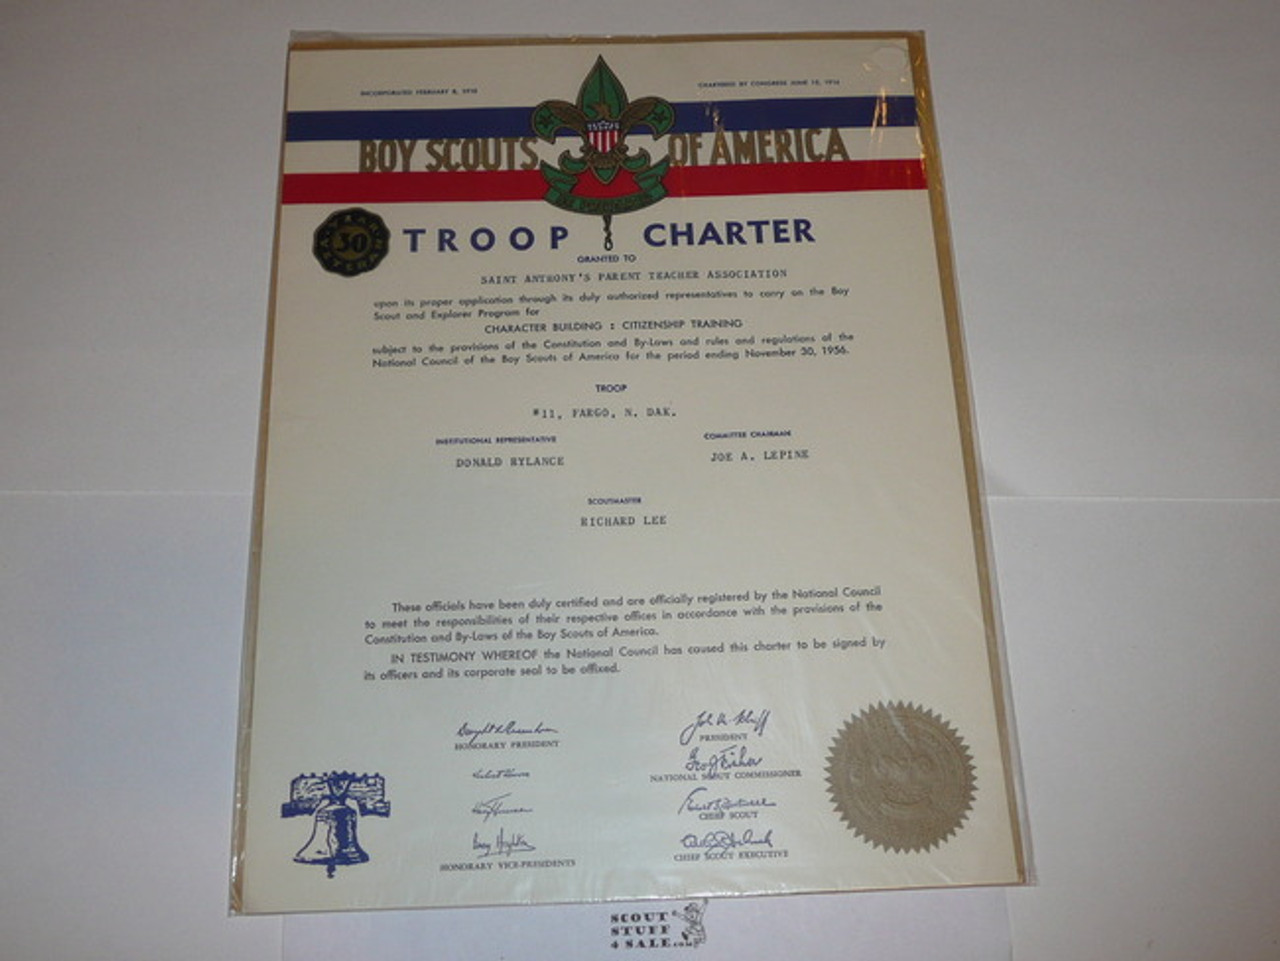 INCORPORATED FEBRUARY 8, 1910
CHARTERED BY CONGRESS JUNE 15, 1916
BOY SCOUTS OF AMERICA
BE PREPARED
30 YEAR VETERAN
TROOP CHARTER
GRANTED TO
SAINT ANTHONY'S PARENT TEACHER ASSOCIATION
upon its proper application through its duly authorized representatives to carry on the Boy
Scout and Explorer Program for
CHARACTER BUILDING : CITIZENSHIP TRAINING
subject to the provisions of the Constitution and By-Laws and rules and regulations of the
National Council of the Boy Scouts of America for the period ending November 30, 1956.
TROOP
#11, FARGO, N. DAK.
INSTITUTIONAL REPRESENTATIVE
COMMITTEE CHAIRMAN
DONALD RYLANCE
JOE A. LEPINE
SCOUTMASTER
RICHARD LEE
These officials have been duly certified and are officially registered by the National Council
to meet the responsibilities of their respective offices in accordance with the provisions of the
Constitution and By-Laws of the Boy Scouts of America.
IN TESTIMONY WHEREOF the National Council has caused this charter to be signed by
its officers and its corporate seal to be affixed.
HONORARY PRESIDENT
PRESIDENT
NATIONAL SCOUT COMMISSIONER
CHIEF SCOUT
HONORARY VICE-PRESIDENTS
CHIEF SCOUT EXECUTIVE
SCOUT
STUFF
4 SALE.com